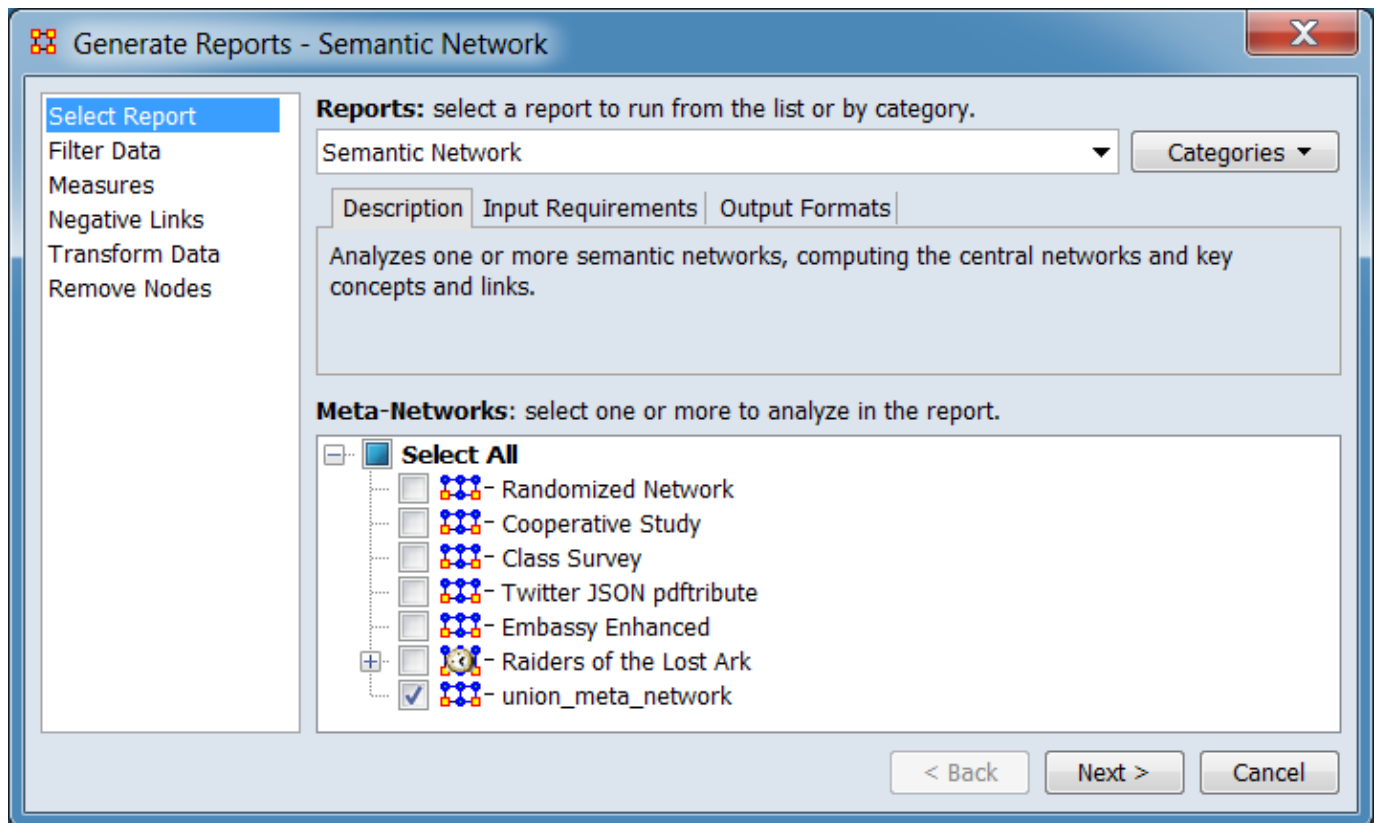 Generate Reports - Semantic Network
Select Report
Filter Data
Measures
Negative Links
Transform Data
Remove Nodes
Reports: select a report to run from the list or by category.
Semantic Network
Categories
Description Input Requirements Output Formats
Analyzes one or more semantic networks, computing the central networks and key
concepts and links.
Meta-Networks: select one or more to analyze in the report.
Select All
Randomized Network
Cooperative Study
Class Survey
Twitter JSON pdftribute
Embassy Enhanced
Raiders of the Lost Ark
union_meta_network
< Back Next > Cancel